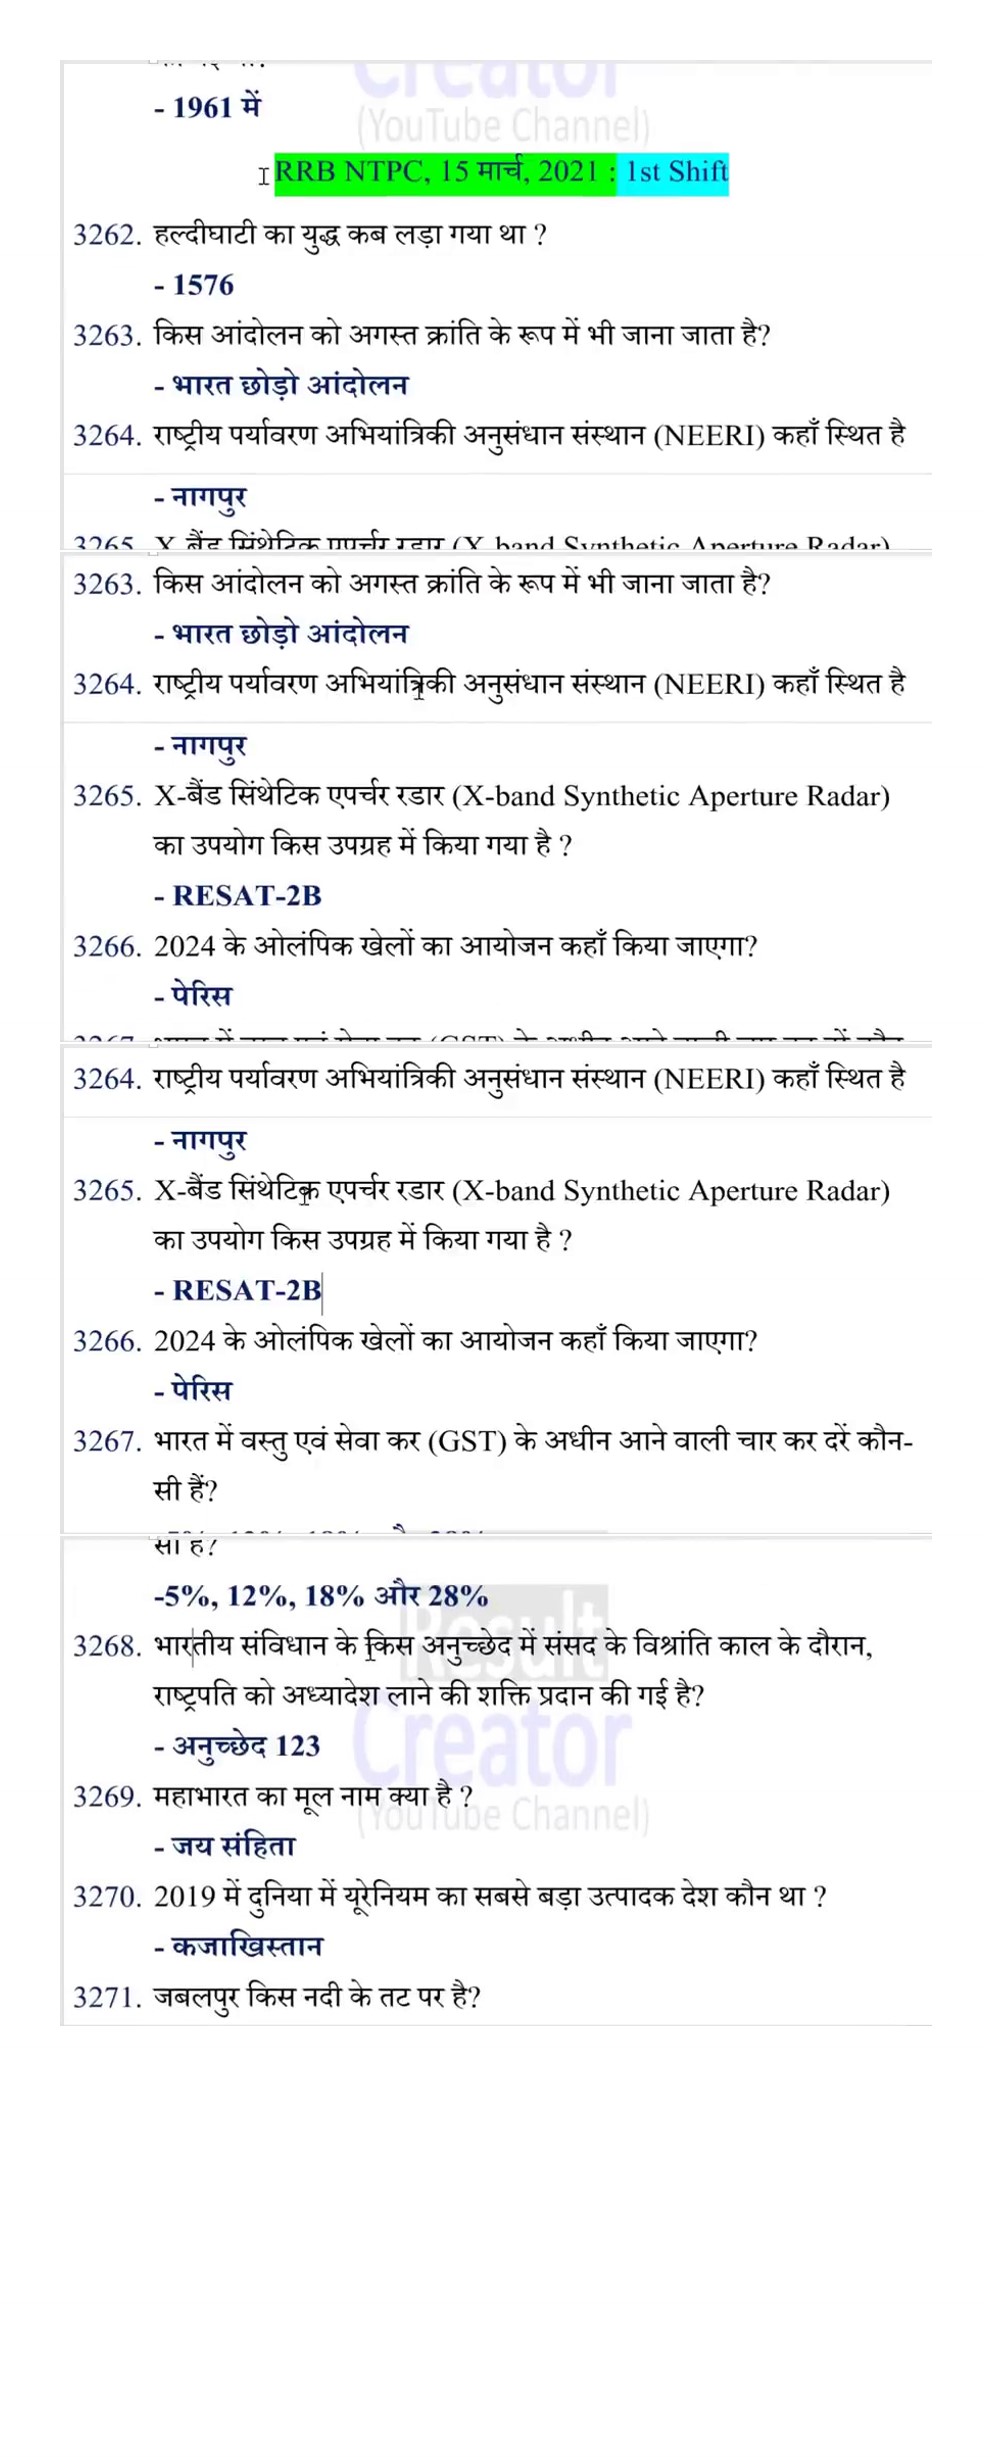 Creator
- 1961 में
(YouTube Channel)
RRB NTPC, 15 मार्च, 2021 : 1st Shift
3262. हल्दीघाटी का युद्ध कब लड़ा गया था ?
- 1576
3263. किस आंदोलन को अगस्त क्रांति के रूप में भी जाना जाता है?
- भारत छोड़ो आंदोलन
3264. राष्ट्रीय पर्यावरण अभियांत्रिकी अनुसंधान संस्थान (NEERI) कहाँ स्थित है
- नागपुर
3265. X-बैंड सिंथेटिक एपर्चर रडार (X-band Synthetic Aperture Radar)
3263. किस आंदोलन को अगस्त क्रांति के रूप में भी जाना जाता है?
- भारत छोड़ो आंदोलन
3264. राष्ट्रीय पर्यावरण अभियांत्रिकी अनुसंधान संस्थान (NEERI) कहाँ स्थित है
- नागपुर
3265. X-बैंड सिंथेटिक एपर्चर रडार (X-band Synthetic Aperture Radar)
का उपयोग किस उपग्रह में किया गया है ?
- RESAT-2B
3266. 2024 के ओलंपिक खेलों का आयोजन कहाँ किया जाएगा?
- पेरिस
3264. राष्ट्रीय पर्यावरण अभियांत्रिकी अनुसंधान संस्थान (NEERI) कहाँ स्थित है
- नागपुर
3265. X-बैंड सिंथेटिक एपर्चर रडार (X-band Synthetic Aperture Radar)
का उपयोग किस उपग्रह में किया गया है ?
- RESAT-2B
3266. 2024 के ओलंपिक खेलों का आयोजन कहाँ किया जाएगा?
- पेरिस
3267. भारत में वस्तु एवं सेवा कर (GST) के अधीन आने वाली चार कर दरें कौन-
सी हैं?
सी हैं?
-5%, 12%, 18% और 28%
Result
3268. भारतीय संविधान के किस अनुच्छेद में संसद के विश्रांति काल के दौरान,
राष्ट्रपति को अध्यादेश लाने की शक्ति प्रदान की गई है?
- अनुच्छेद 123
Creator
3269. महाभारत का मूल नाम क्या है ?
(YouTube Channel)
- जय संहिता
3270. 2019 में दुनिया में यूरेनियम का सबसे बड़ा उत्पादक देश कौन था ?
- कजाखिस्तान
3271. जबलपुर किस नदी के तट पर है?